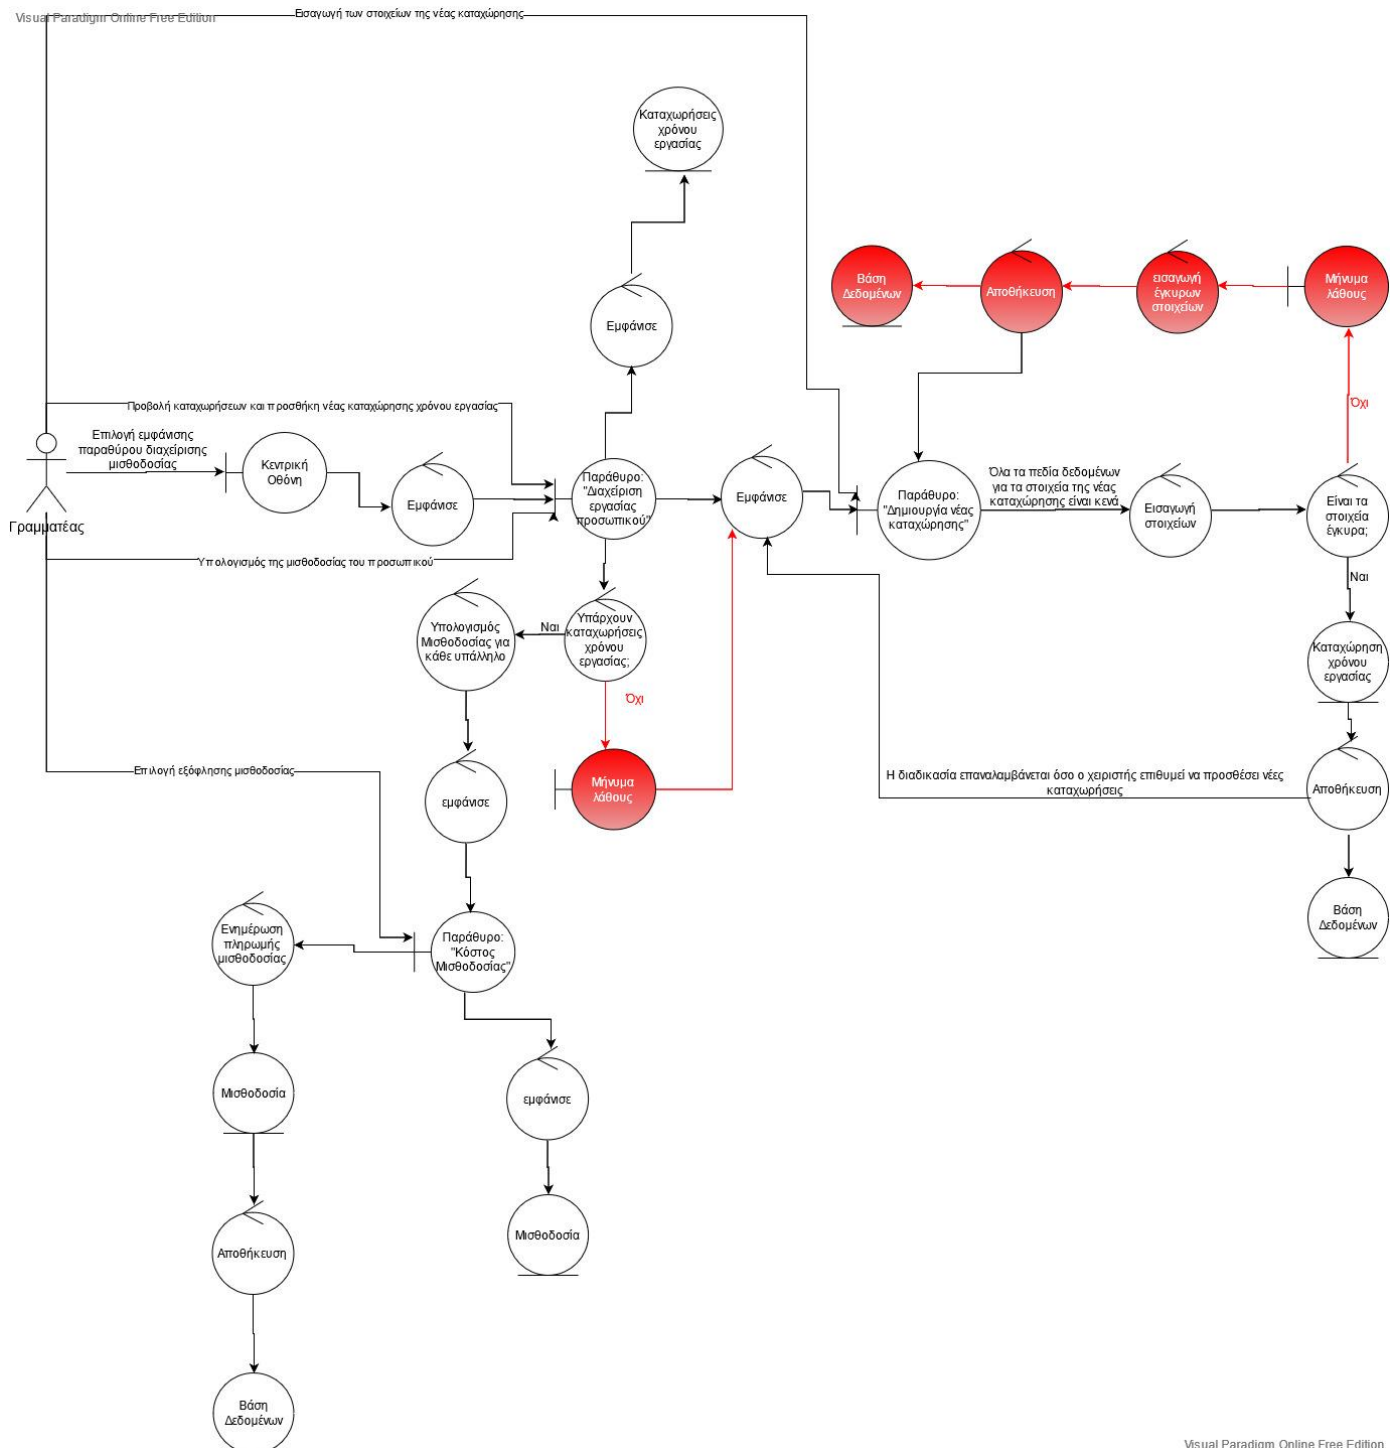 Visual Paradigm Online Free Edition
Εισαγωγή των στοιχείων της νέας καταχώρησης
Καταχωρήσεις
χρόνου
εργασίας
Βάση
Δεδομένων
Αποθήκευση
εισαγωγή
έγκυρων
στοιχείων
Μήνυμα
λάθους
Εμφάνισε
Όχι
Προβολή καταχωρήσεων και προσθήκη νέας καταχώρησης χρόνου εργασίας
Επιλογή εμφάνισης
παραθύρου διαχείρισης
μισθοδοσίας
Γραμματέας
Κεντρική
Οθόνη
Εμφάνισε
Παράθυρο:
"Διαχείριση
εργασίας
προσωπικού"
Εμφάνισε
Παράθυρο:
"Δημιουργία νέας
καταχώρησης"
Όλα τα πεδία δεδομένων
για τα στοιχεία της νέας
καταχώρησης είναι κενά
Εισαγωγή
στοιχείων
Είναι τα
στοιχεία
έγκυρα;
Υπολογισμός της μισθοδοσίας του προσωπικού
Ναι
Υπολογισμός
Μισθοδοσίας για
κάθε υπάλληλο
Ναι
Υπάρχουν
καταχωρήσεις
χρόνου
εργασίας;
Καταχώρηση
χρόνου
εργασίας
Όχι
Επιλογή εξόφλησης μισθοδοσίας
εμφάνισε
Μήνυμα
λάθους
Η διαδικασία επαναλαμβάνεται όσο ο χειριστής επιθυμεί να προσθέσει νέες
καταχωρήσεις
Αποθήκευση
Βάση
Δεδομένων
Ενημέρωση
πληρωμής
μισθοδοσίας
Παράθυρο:
"Κόστος
Μισθοδοσίας"
Μισθοδοσία
εμφάνισε
Αποθήκευση
Μισθοδοσία
Βάση
Δεδομένων
Visual Paradigm Online Free Edition